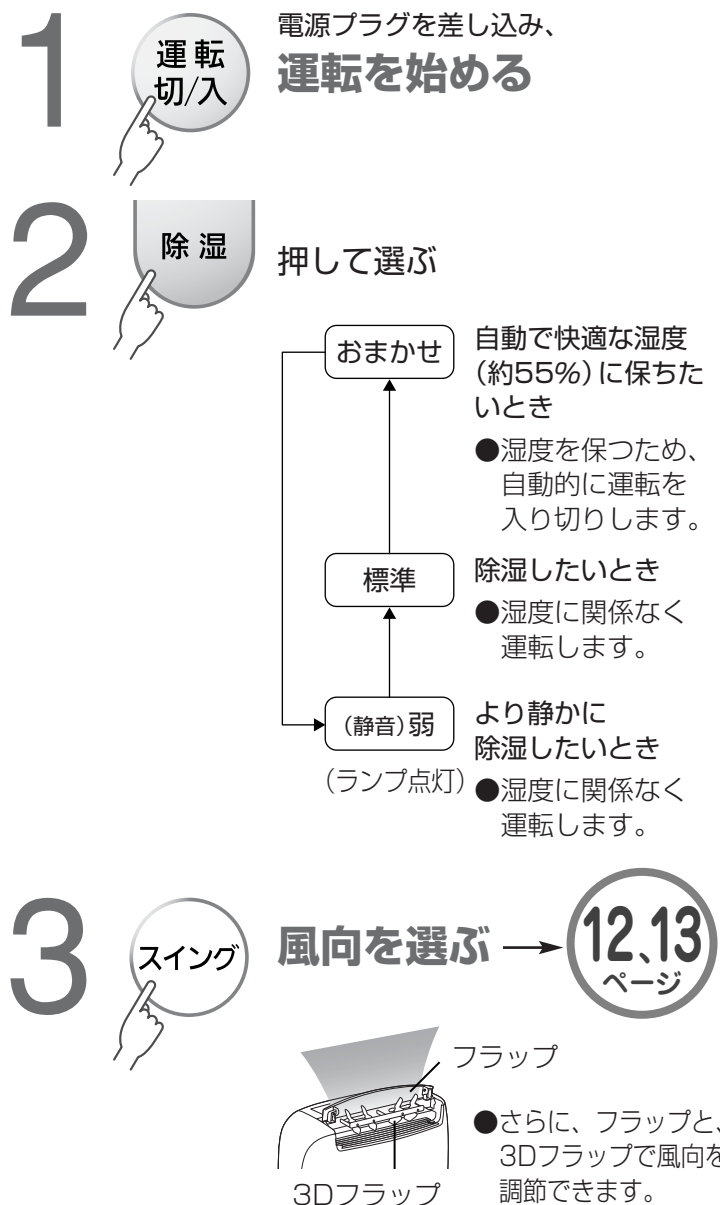 1
運転
切/入
電源プラグを差し込み、
運転を始める
2
除湿
押して選ぶ
おまかせ
自動で快適な湿度
(約55%)に保ちた
いとき
●湿度を保つため、
自動的に運転を
入り切りします。
標準
除湿したいとき
●湿度に関係なく
運転します。
(静音)弱
(ランプ点灯)
より静かに
除湿したいとき
●湿度に関係なく
運転します。
3
スイング
風向を選ぶ
12、13
ページ
フラップ
3Dフラップ
●さらに、フラップと、
3Dフラップで風向を
調節できます。